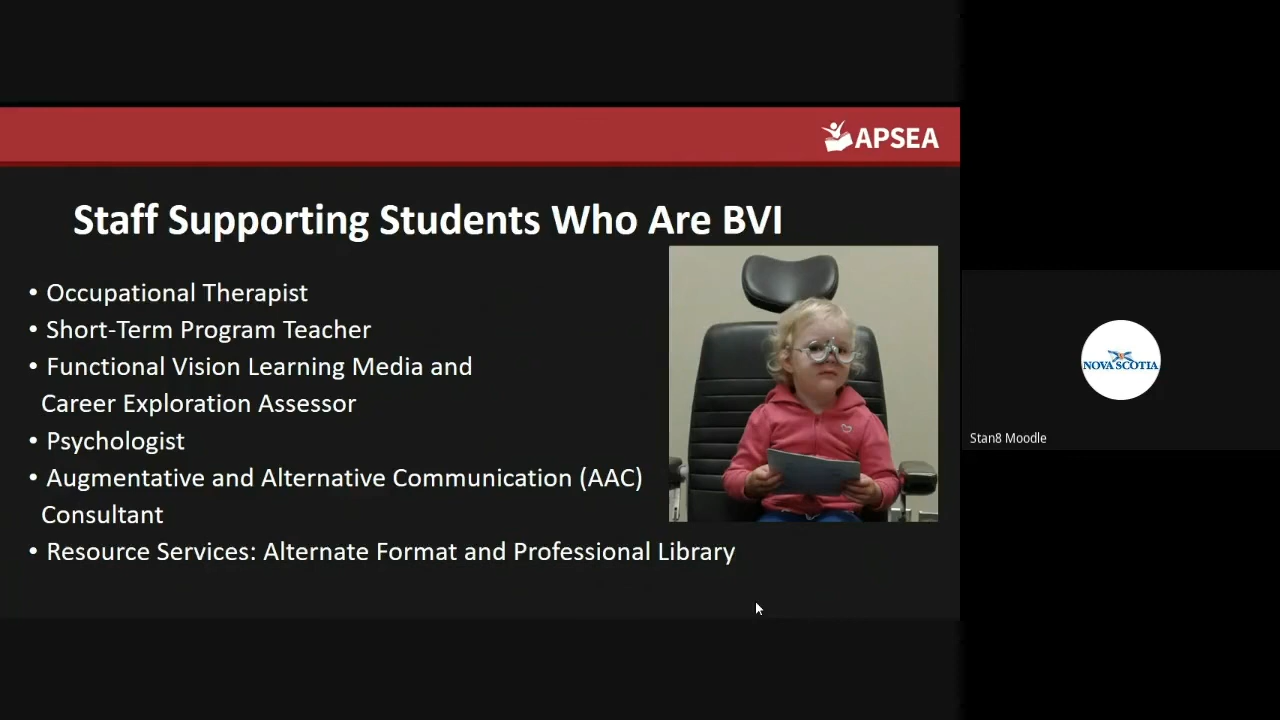 APSEA
Staff Supporting Students Who Are BVI
• Occupational Therapist
• Short-Term Program Teacher
• Functional Vision Learning Media and
Career Exploration Assessor
• Psychologist
• Augmentative and Alternative Communication (AAC)
Consultant
• Resource Services: Alternate Format and Professional Library
NOVA SCOTIA
Stan8 Moodle